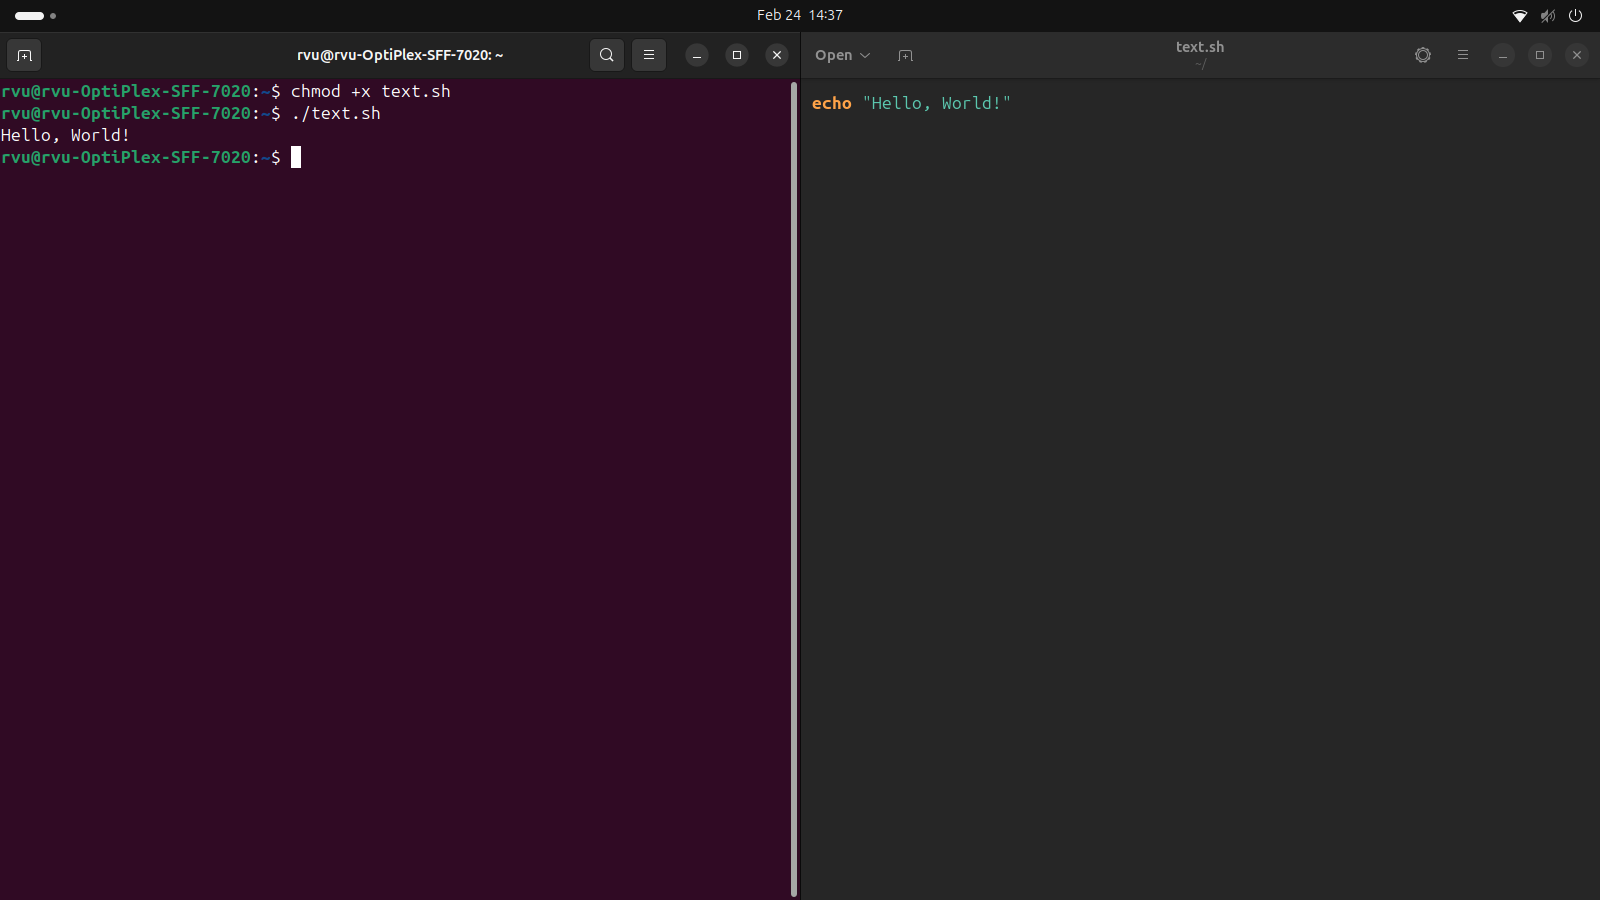 Feb 24 14:37
rvu@rvu-OptiPlex-SFF-7020: ~
rvu@rvu-OptiPlex-SFF-7020:~$ chmod +x text.sh
rvu@rvu-OptiPlex-SFF-7020:~$ ./text.sh
Hello, World!
rvu@rvu-OptiPlex-SFF-7020:~$
Open
text.sh
~/
echo "Hello, World!"